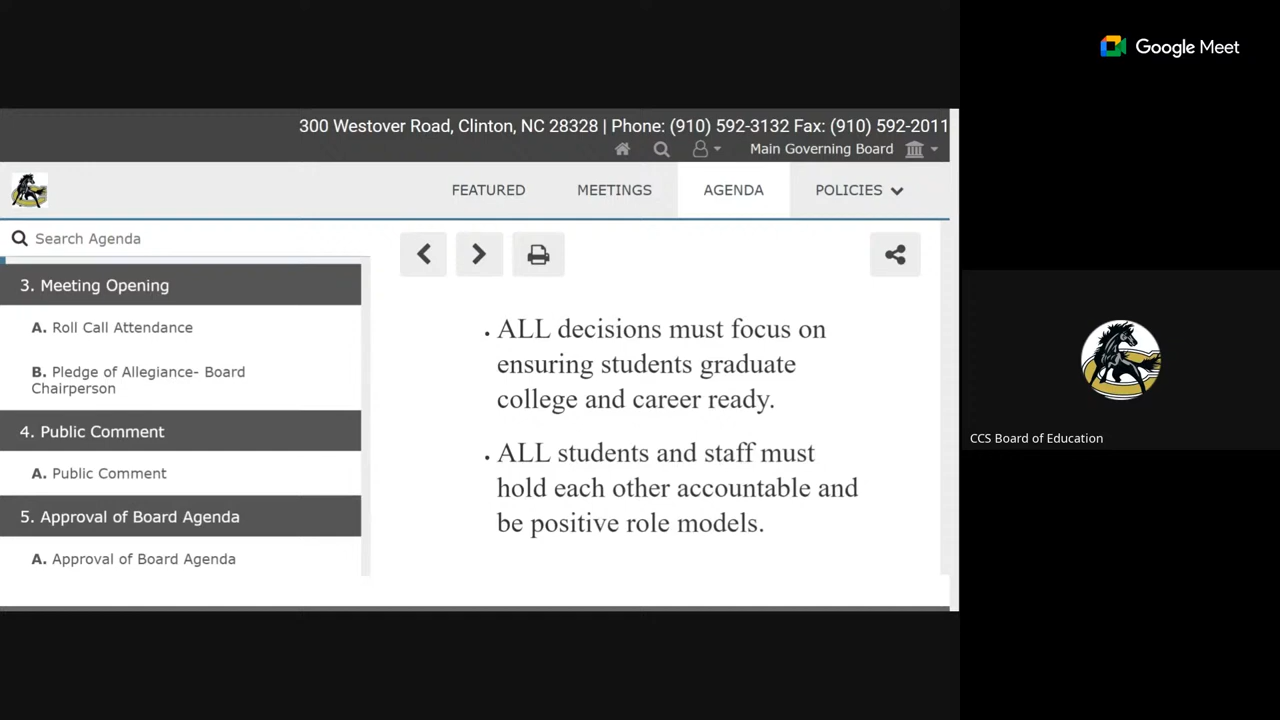 Google Meet
300 Westover Road, Clinton, NC 28328 | Phone: (910) 592-3132 Fax: (910) 592-2011
Main Governing Board
FEATURED
MEETINGS
AGENDA
POLICIES
Search Agenda
3. Meeting Opening
A. Roll Call Attendance
B. Pledge of Allegiance- Board
Chairperson
4. Public Comment
A. Public Comment
5. Approval of Board Agenda
A. Approval of Board Agenda
• ALL decisions must focus on
ensuring students graduate
college and career ready.
• ALL students and staff must
hold each other accountable and
be positive role models.
CCS Board of Education